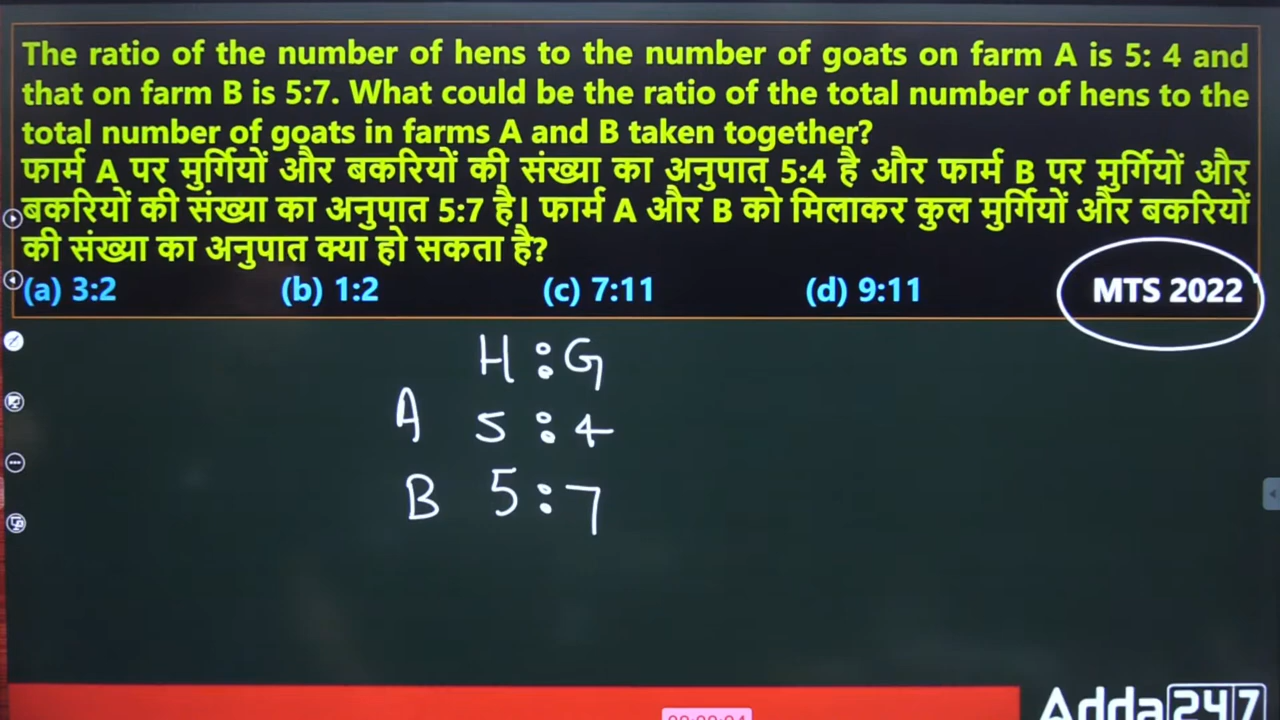 The ratio of the number of hens to the number of goats on farm A is 5: 4 and
that on farm B is 5:7. What could be the ratio of the total number of hens to the
total number of goats in farms A and B taken together?
फार्म A पर मुर्गियों और बकरियों की संख्या का अनुपात 5:4 है और फार्म B पर मुर्गियों और
बकरियों की संख्या का अनुपात 5:7 है। फार्म A और B को मिलाकर कुल मुर्गियों और बकरियों
की संख्या का अनुपात क्या हो सकता है?
(a) 3:2 (b) 1:2 (c) 7:11 (d) 9:11 MTS 2022
H : G
A 5 : 4
B 5 : 7
Adda 247